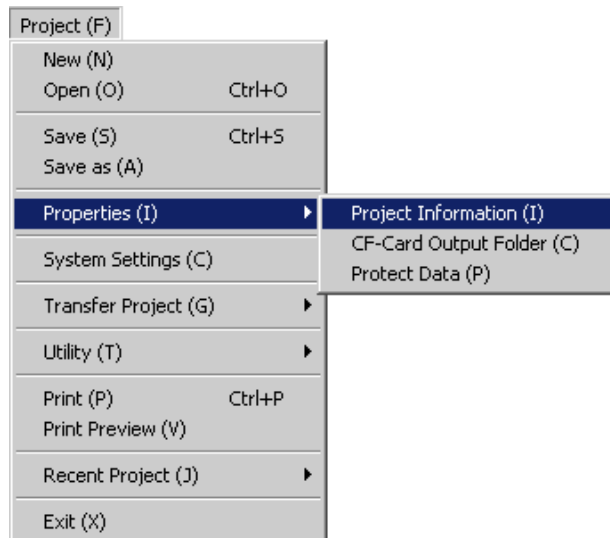 Project (F)
New (N)
Open (O) Ctrl+O
Save (S) Ctrl+S
Save as (A)
Properties (I)
Project Information (I)
CF-Card Output Folder (C)
Protect Data (P)
System Settings (C)
Transfer Project (G)
Utility (T)
Print (P) Ctrl+P
Print Preview (V)
Recent Project (J)
Exit (X)